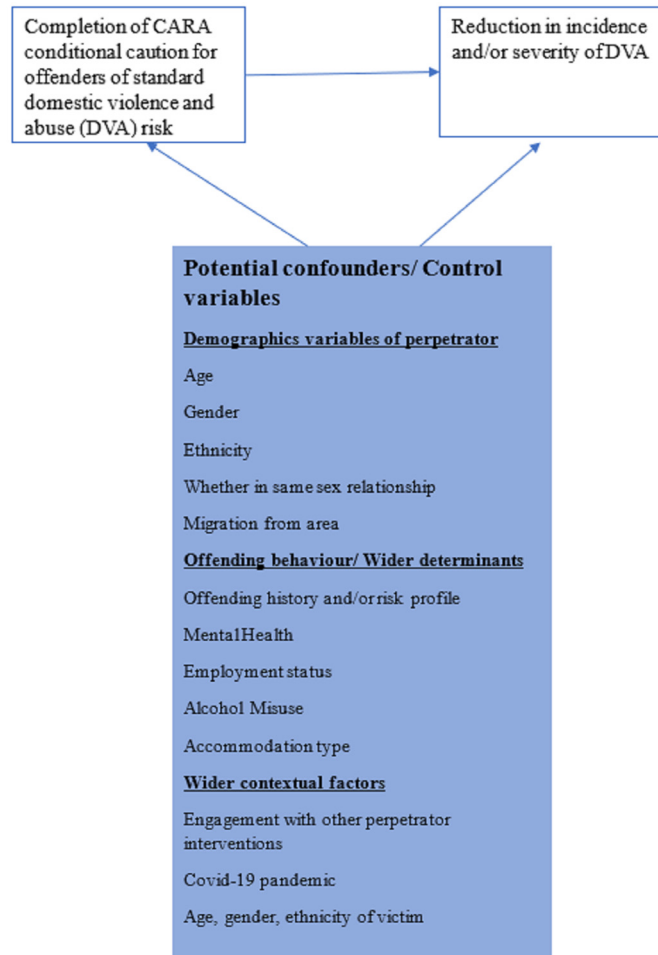 Completion of CARA
conditional caution for
offenders of standard
domestic violence and
abuse (DVA) risk
Reduction in incidence
and/or severity of DVA
Potential confounders/ Control
variables
Demographics variables of perpetrator
Age
Gender
Ethnicity
Whether in same sex relationship
Migration from area
Offending behaviour/ Wider determinants
Offending history and/or risk profile
Mental Health
Employment status
Alcohol Misuse
Accommodation type
Wider contextual factors
Engagement with other perpetrator
interventions
Covid-19 pandemic
Age, gender, ethnicity of victim